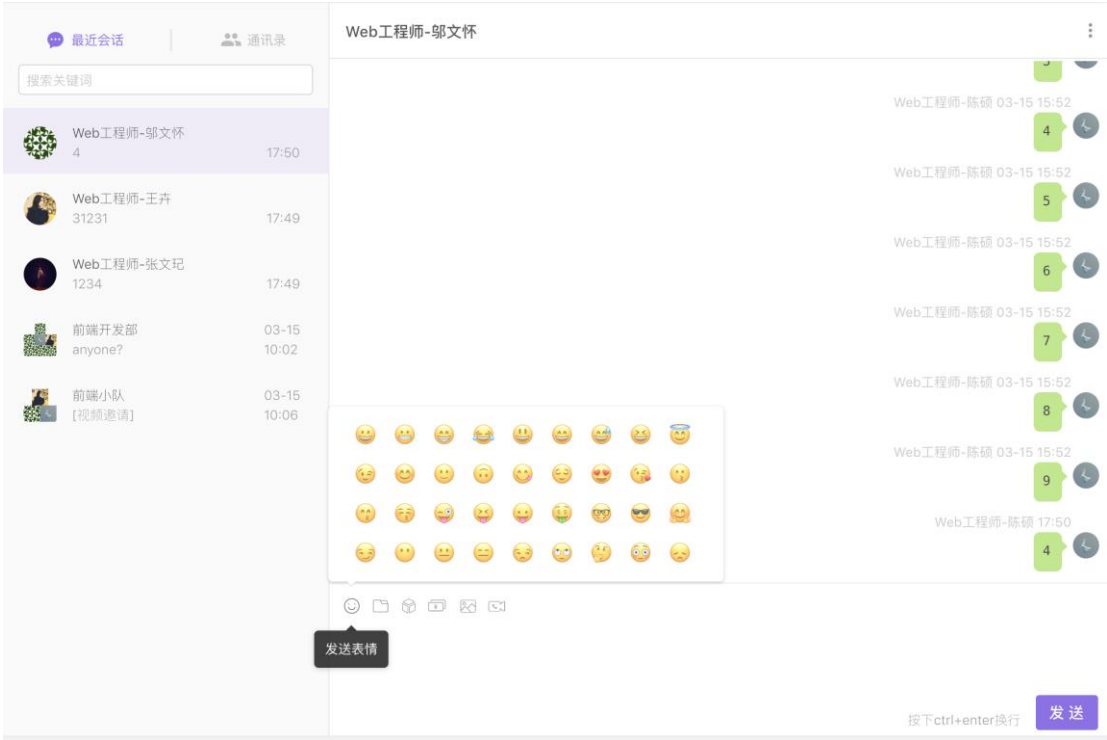 最近会话
通讯录
搜索关键词
Web工程师-邬文怀
4
17:50
Web工程师-王卉
31231
17:49
Web工程师-张文玘
1234
17:49
前端开发部
03-15
anyone?
10:02
前端小队
03-15
[视频邀请]
10:06
Web工程师-邬文怀
Web工程师-陈硕 03-15 15:52
4
Web工程师-陈硕 03-15 15:52
5
Web工程师-陈硕 03-15 15:52
6
Web工程师-陈硕 03-15 15:52
7
Web工程师-陈硕 03-15 15:52
8
Web工程师-陈硕 03-15 15:52
9
Web工程师-陈硕 17:50
4
发送表情
按下ctrl+enter换行
发 送